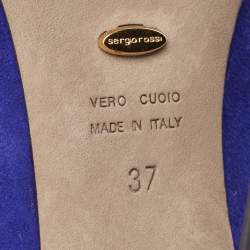 sergiorossi
VERO CUOIO
MADE IN ITALY
37